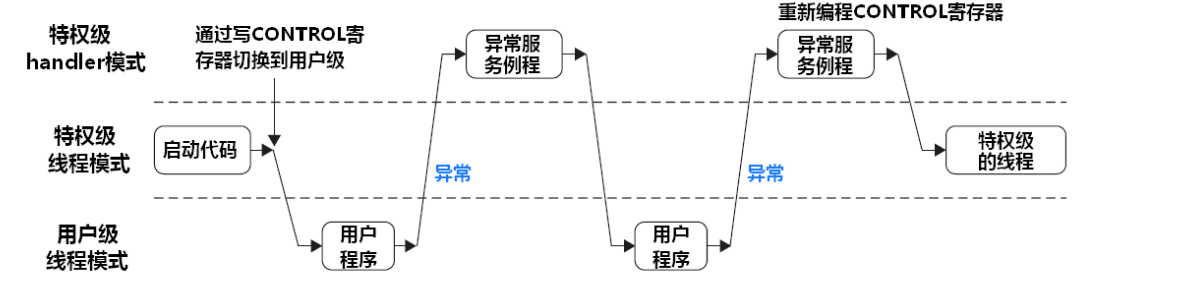 特权级
handler模式
通过写CONTROL寄
存器切换到用户级
异常服
务例程
重新编程CONTROL寄存器
异常服
务例程
特权级
线程模式
启动代码
异常
异常
特权级
的线程
用户级
线程模式
用户
程序
用户
程序